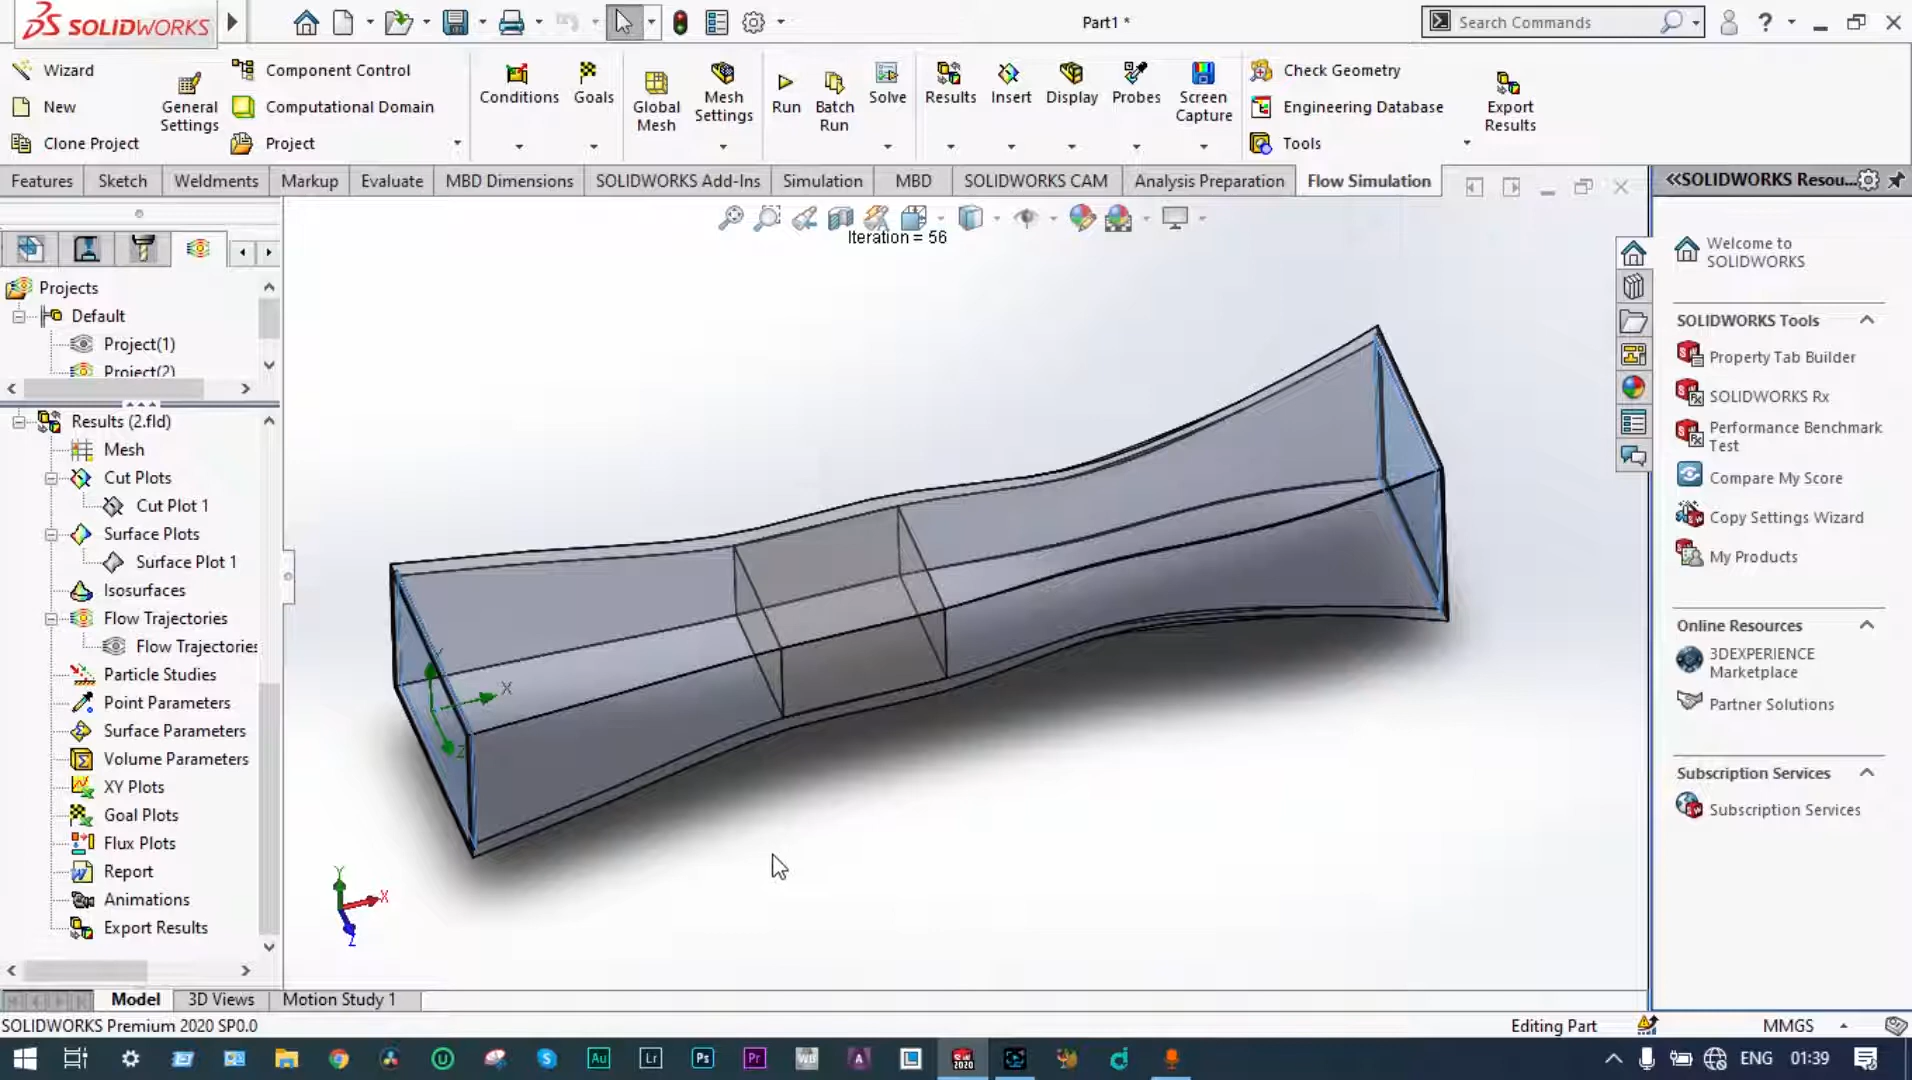 SOLIDWORKS
Part1 *
Search Commands
Wizard
New
Clone Project
General Settings
Component Control
Computational Domain
Project
Conditions
Goals
Global Mesh
Mesh Settings
Run
Batch Run
Solve
Results
Insert
Display
Probes
Screen Capture
Check Geometry
Engineering Database
Tools
Export Results
Features
Sketch
Weldments
Markup
Evaluate
MBD Dimensions
SOLIDWORKS Add-Ins
Simulation
MBD
SOLIDWORKS CAM
Analysis Preparation
Flow Simulation
Iteration = 56
Projects
Default
Project(1)
Project(2)
Results (2.fld)
Mesh
Cut Plots
Cut Plot 1
Surface Plots
Surface Plot 1
Isosurfaces
Flow Trajectories
Flow Trajectories
Particle Studies
Point Parameters
Surface Parameters
Volume Parameters
XY Plots
Goal Plots
Flux Plots
Report
Animations
Export Results
Y
X
Z
Y
X
Z
«SOLIDWORKS Resou...
Welcome to
SOLIDWORKS
SOLIDWORKS Tools
Property Tab Builder
SOLIDWORKS Rx
Performance Benchmark
Test
Compare My Score
Copy Settings Wizard
My Products
Online Resources
3DEXPERIENCE
Marketplace
Partner Solutions
Subscription Services
Subscription Services
Model
3D Views
Motion Study 1
SOLIDWORKS Premium 2020 SP0.0
Editing Part
MMGS
Au
Lr
Ps
Pr
ENG
01:39